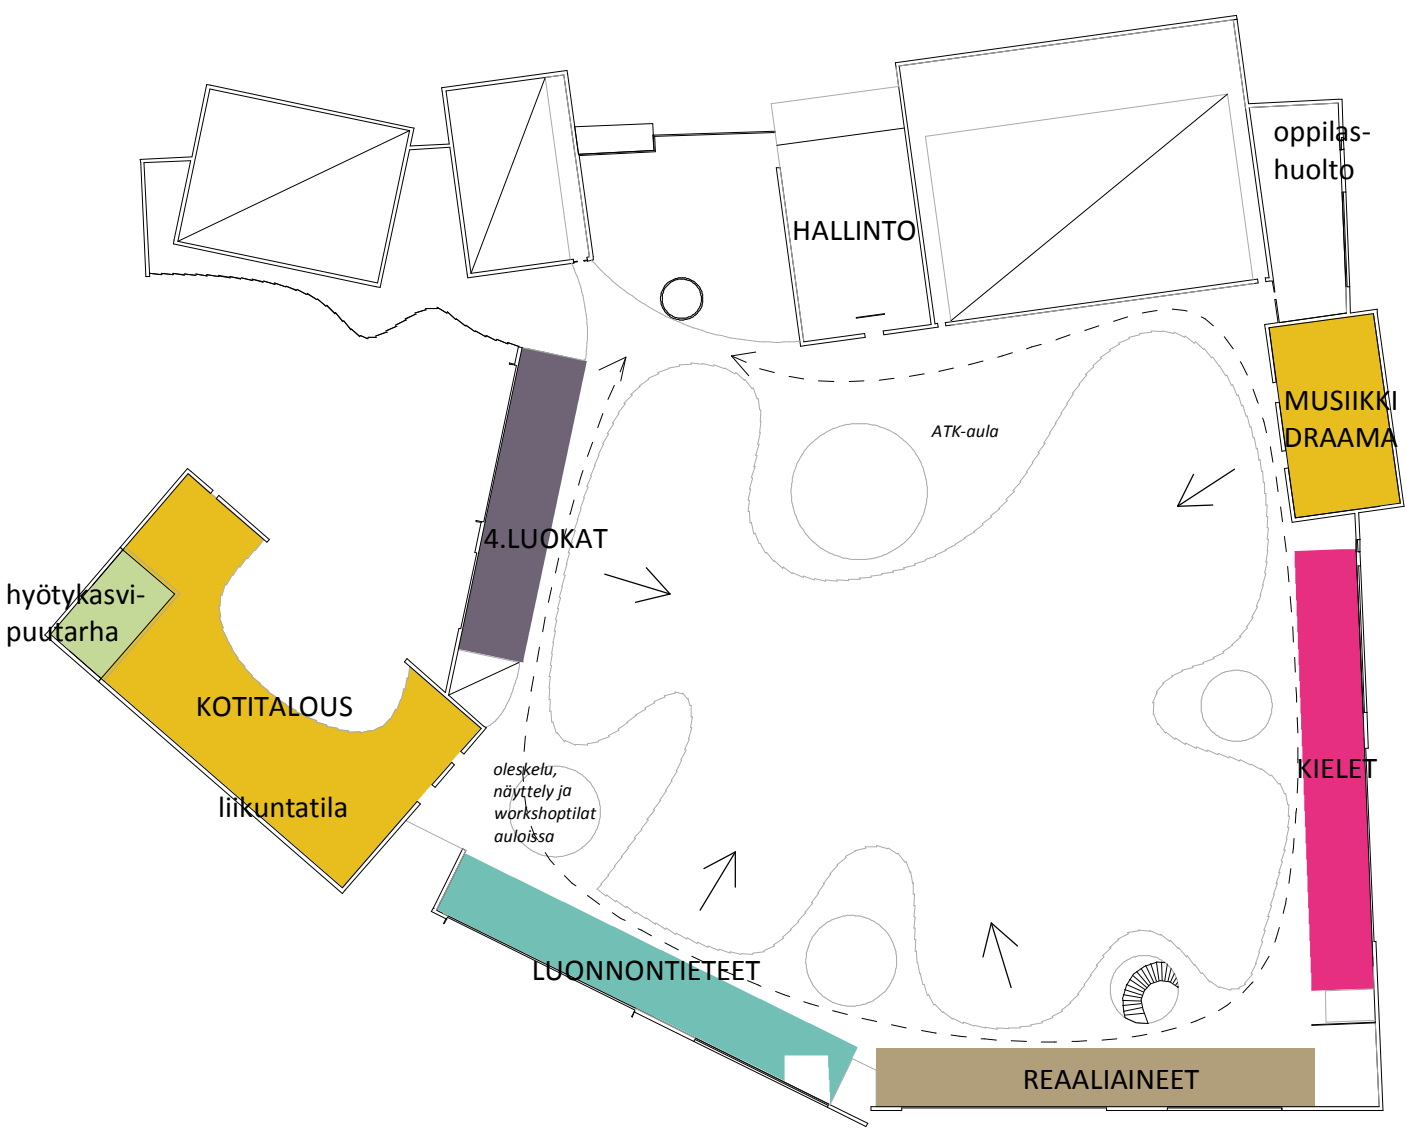 oppilas-
huolto
HALLINTO
MUSIIKKI
DRAAMA
ATK-aula
4.LUOKAT
hyötykasvi-
puutarha
KOTITALOUS
liikuntatila
oleskelu,
näyttely ja
workshoptilat
auloissa
KIELET
LUONNONTIETEET
REAALIAINEET